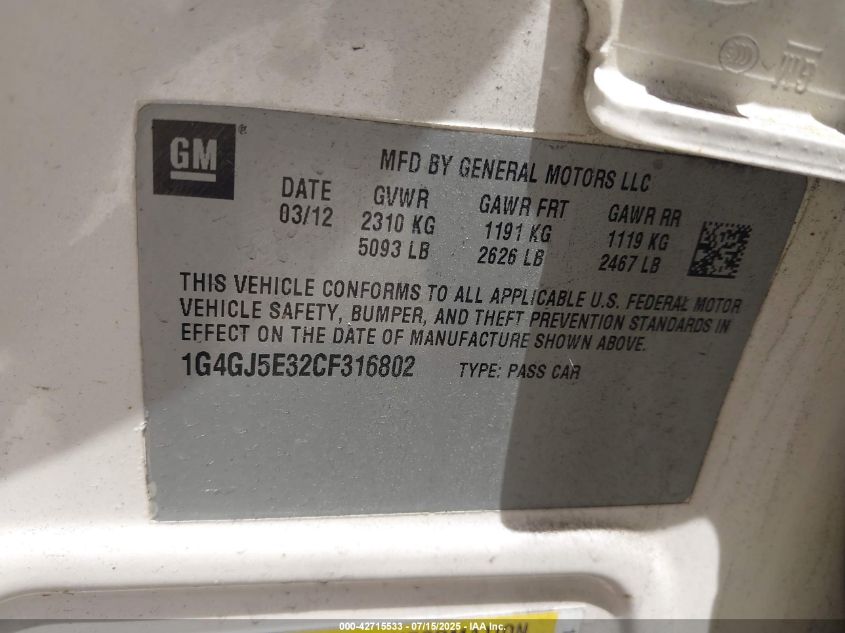 GM
MFD BY GENERAL MOTORS LLC
DATE GVWR GAWR FRT GAWR RR
03/12 2310 KG 1191 KG 1119 KG
5093 LB 2626 LB 2467 LB
THIS VEHICLE CONFORMS TO ALL APPLICABLE U.S. FEDERAL MOTOR
VEHICLE SAFETY, BUMPER, AND THEFT PREVENTION STANDARDS IN
EFFECT ON THE DATE OF MANUFACTURE SHOWN ABOVE.
1G4GJ5E32CF316802 TYPE: PASS CAR
000-42715533 - 07/15/2025 - IAA Inc.